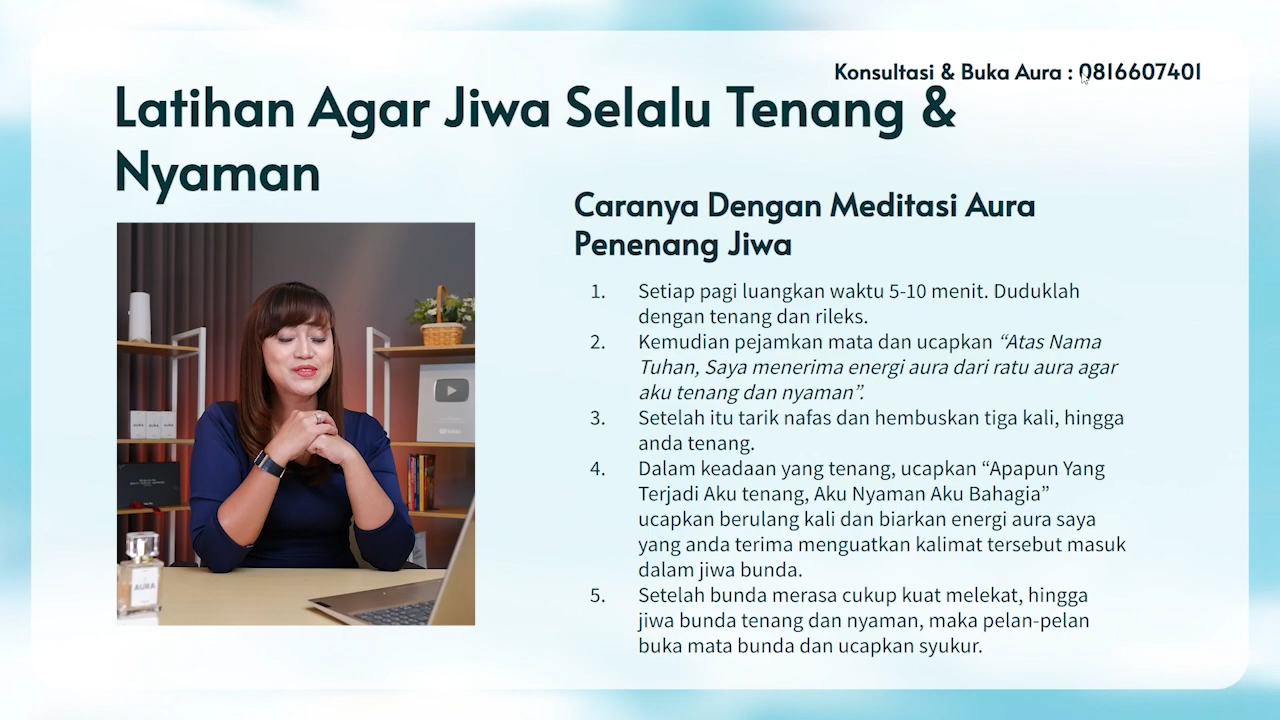 Konsultasi & Buka Aura : 0816607401
Latihan Agar Jiwa Selalu Tenang &
Nyaman
Caranya Dengan Meditasi Aura
Penenang Jiwa
1. Setiap pagi luangkan waktu 5-10 menit. Duduklah
dengan tenang dan rileks.
2. Kemudian pejamkan mata dan ucapkan “Atas Nama
Tuhan, Saya menerima energi aura dari ratu aura agar
aku tenang dan nyaman”.
3. Setelah itu tarik nafas dan hembuskan tiga kali, hingga
anda tenang.
4. Dalam keadaan yang tenang, ucapkan “Apapun Yang
Terjadi Aku tenang, Aku Nyaman Aku Bahagia”
ucapkan berulang kali dan biarkan energi aura saya
yang anda terima menguatkan kalimat tersebut masuk
dalam jiwa bunda.
5. Setelah bunda merasa cukup kuat melekat, hingga
jiwa bunda tenang dan nyaman, maka pelan-pelan
buka mata bunda dan ucapkan syukur.
AURA AURA AURA
AURA